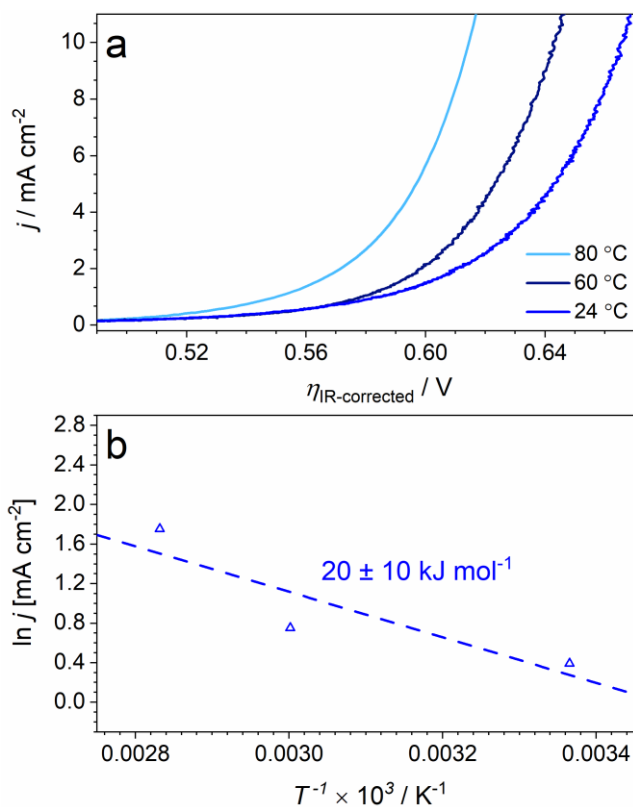 a
10
8
6
4
2
0
j / mA cm⁻²
80 °C
60 °C
24 °C
0.52 0.56 0.60 0.64
η_IR-corrected / V
b
2.8
2.4
2.0
1.6
1.2
0.8
0.4
0.0
ln j [mA cm⁻²]
20 ± 10 kJ mol⁻¹
0.0028 0.0030 0.0032 0.0034
T⁻¹ × 10³ / K⁻¹